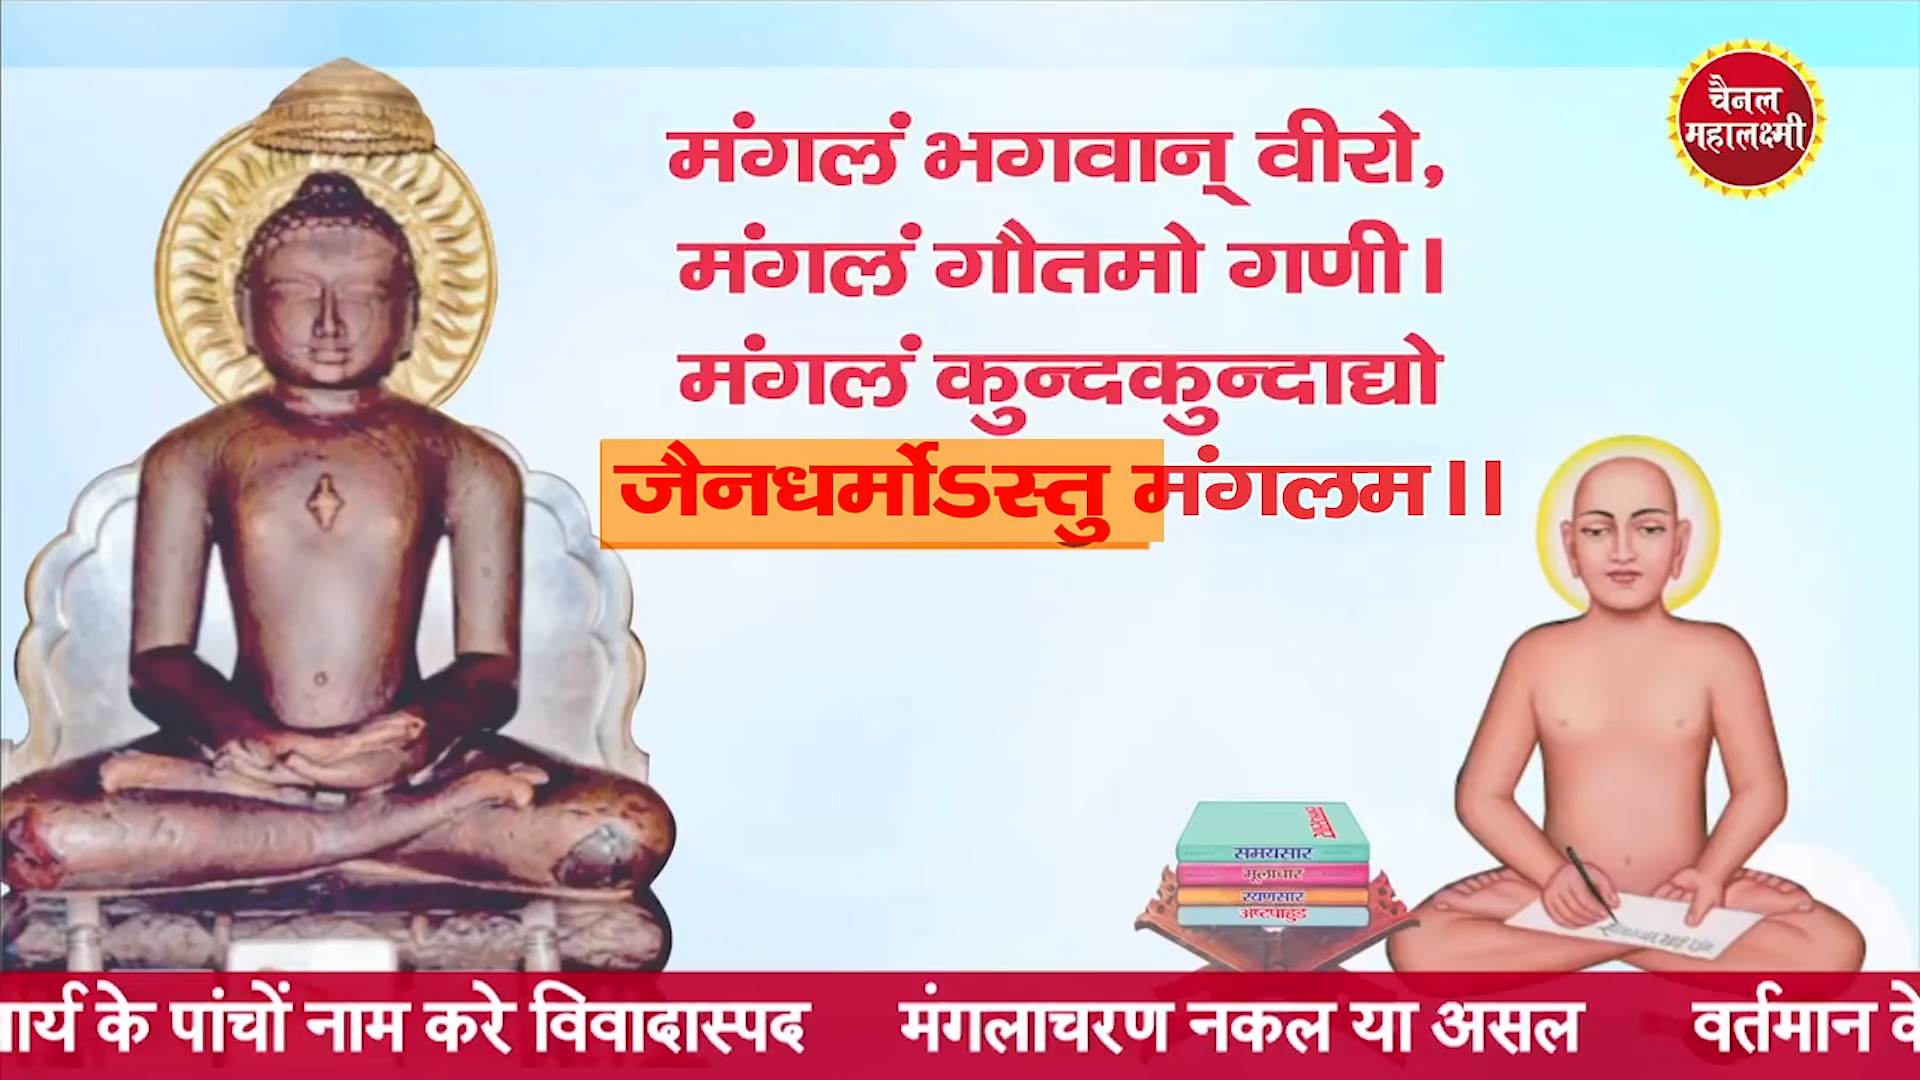 चैनल
महालक्ष्मी
मंगलं भगवान् वीरो,
मंगलं गौतमो गणी।
मंगलं कुन्दकुन्दाद्यो
जैनधर्मोऽस्तु मंगलम।।
समयसार
मूलाचार
रयणसार
अष्टपाहुड
के पांचों नाम करे विवादास्पद मंगलाचरण नकल या असल वर्तमान के